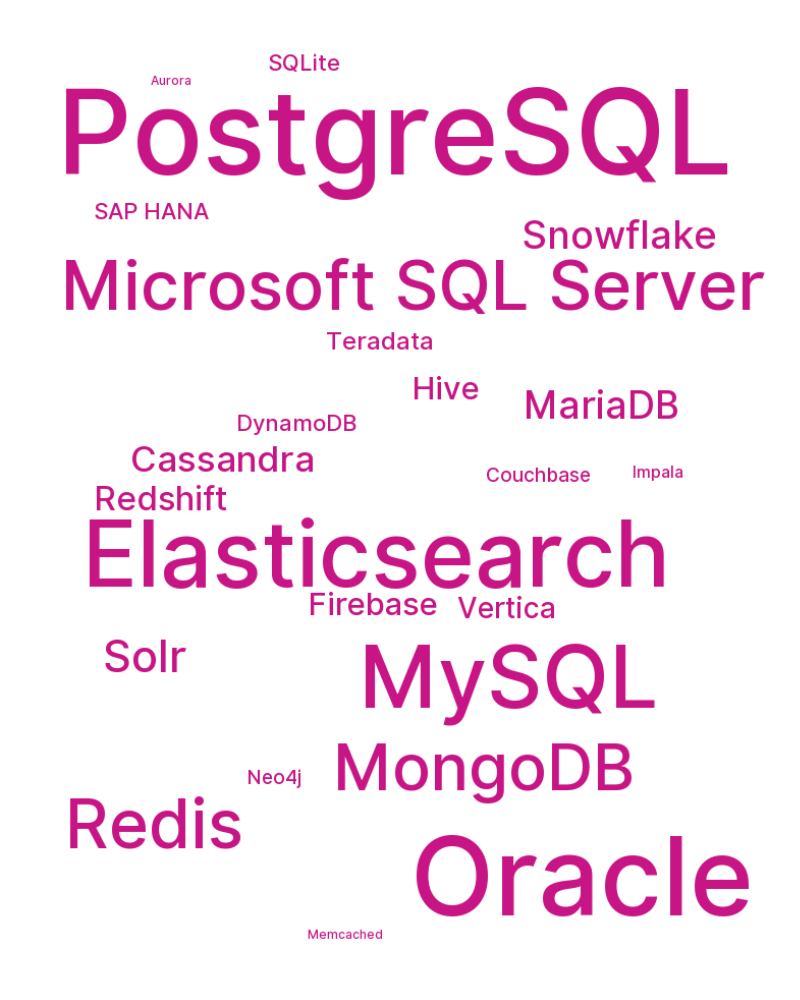 SQLite
Aurora
PostgreSQL
SAP HANA
Snowflake
Microsoft SQL Server
Teradata
Hive
MariaDB
DynamoDB
Cassandra
Couchbase
Impala
Redshift
Elasticsearch
Firebase
Vertica
Solr
MySQL
MongoDB
Neo4j
Redis
Oracle
Memcached